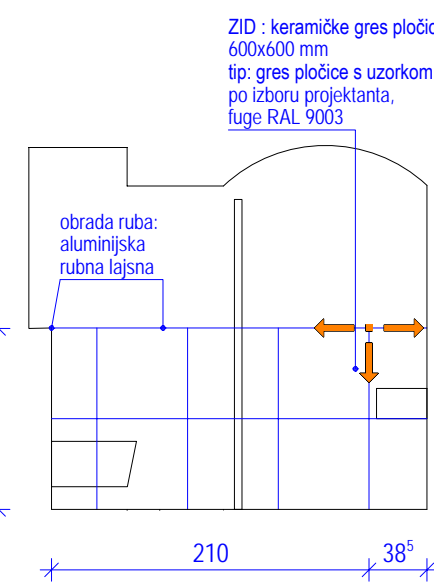 ZID : keramičke gres pločic
600x600 mm
tip: gres pločice s uzorkom
po izboru projektanta,
fuge RAL 9003
obrada ruba:
aluminijska
rubna lajsna
210
38⁵